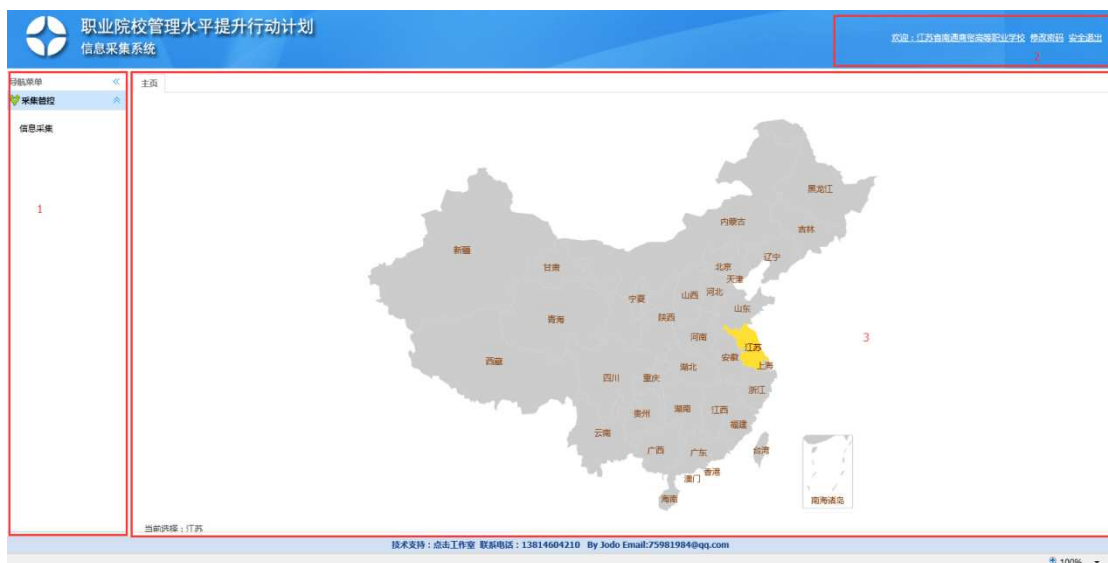 职业院校管理水平提升行动计划
信息采集系统
欢迎：江苏省南通商贸高等职业学校 修改密码 安全退出
2
导航菜单
主页
采集管控
信息采集
1
黑龙江
内蒙古
吉林
新疆
辽宁
甘肃
北京
天津
宁夏
山西
河北
山东
青海
陕西
河南
3
江苏
西藏
安徽
上海
湖北
四川
重庆
浙江
贵州
湖南
江西
福建
云南
广西
广东
台湾
香港
澳门
海南
南海诸岛
当前选择：江苏
技术支持：点击工作室 联系电话：13814604210 By Jodo Email:75981984@qq.com
100%